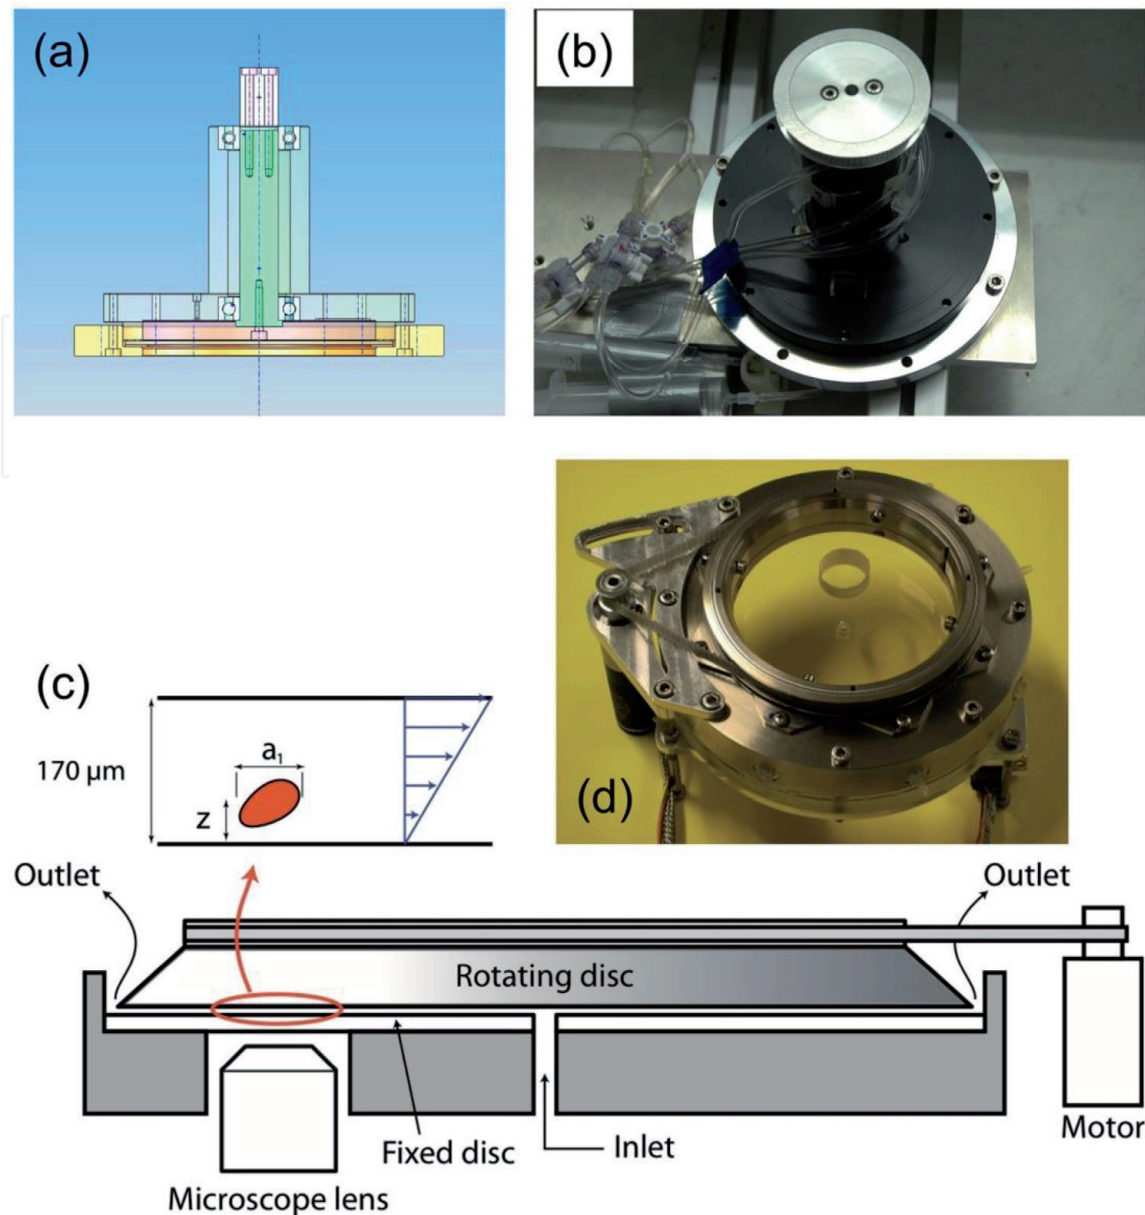 (a)
(b)
(c)
170 μm
a₁
z
(d)
Outlet
Outlet
Rotating disc
Fixed disc
Inlet
Motor
Microscope lens